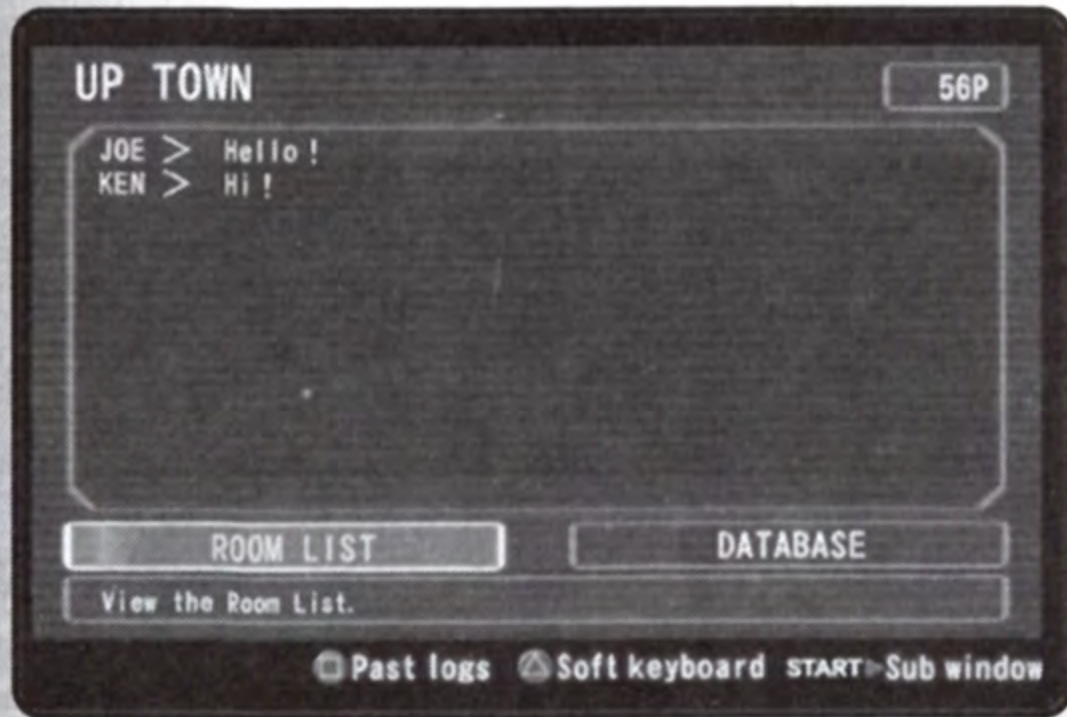 UP TOWN
56P
JOE > Hello!
KEN > Hi!
ROOM LIST
DATABASE
View the Room List.
Past logs Soft keyboard START Sub window